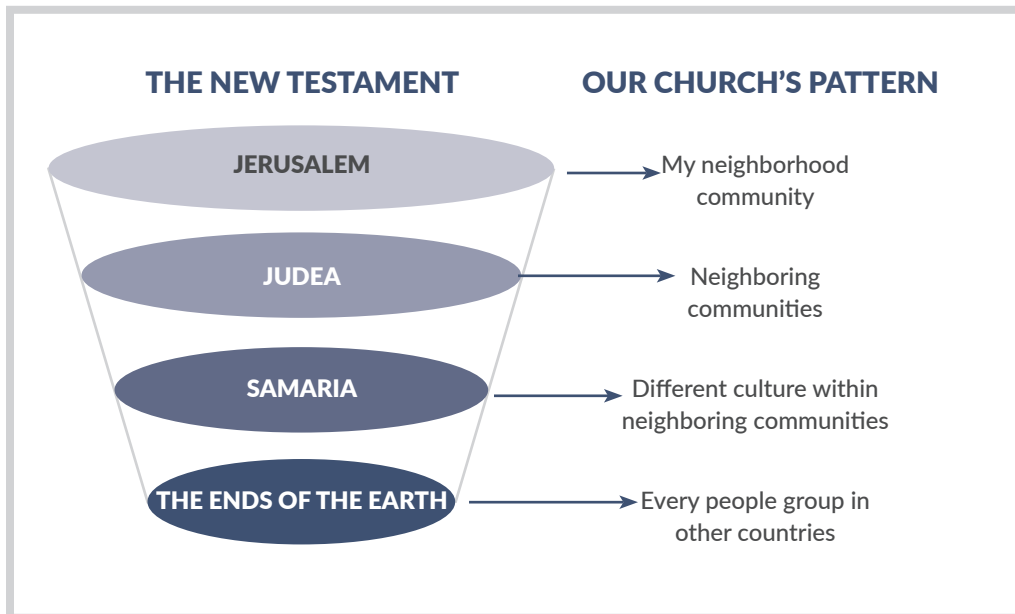 THE NEW TESTAMENT
OUR CHURCH’S PATTERN
JERUSALEM
My neighborhood
community
JUDEA
Neighboring
communities
SAMARIA
Different culture within
neighboring communities
THE ENDS OF THE EARTH
Every people group in
other countries